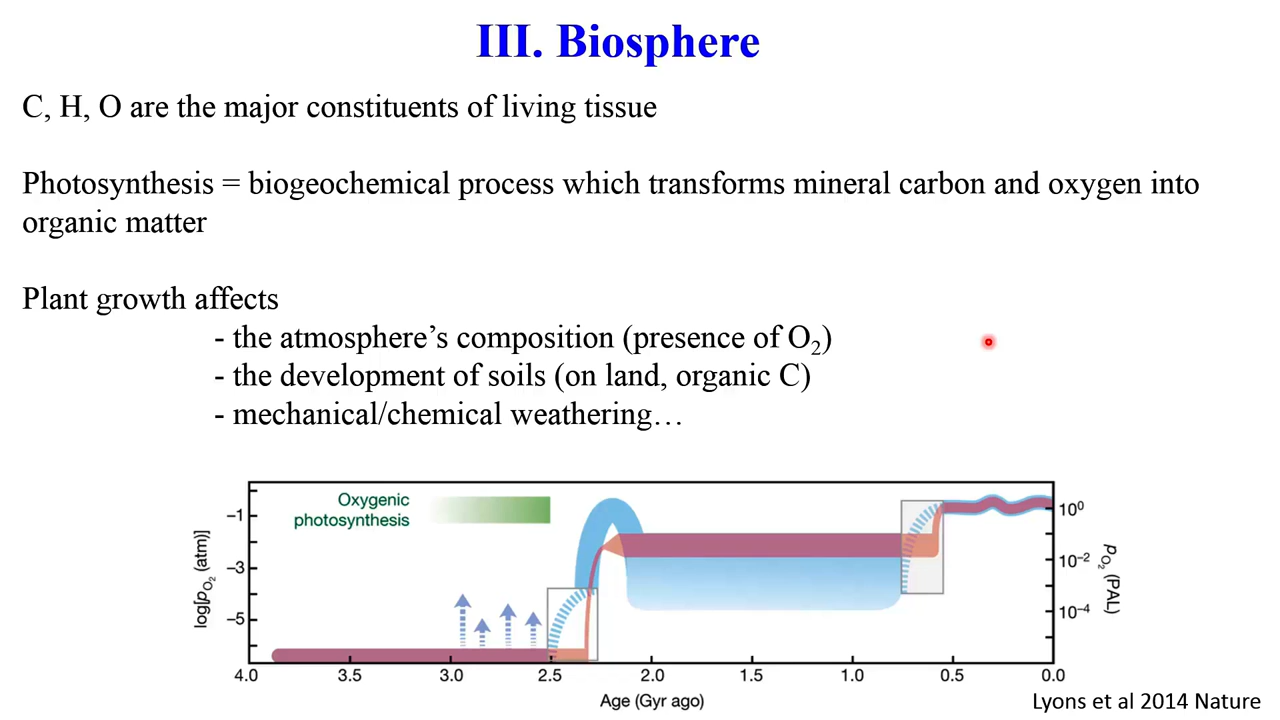 III. Biosphere
C, H, O are the major constituents of living tissue
Photosynthesis = biogeochemical process which transforms mineral carbon and oxygen into
organic matter
Plant growth affects
- the atmosphere’s composition (presence of O₂)
- the development of soils (on land, organic C)
- mechanical/chemical weathering…
Oxygenic
photosynthesis
log[pO₂ (atm)]
−1
−3
−5
10⁰
10⁻²
10⁻⁴
pO₂ (PAL)
4.0 3.5 3.0 2.5 2.0 1.5 1.0 0.5 0.0
Age (Gyr ago)
Lyons et al 2014 Nature